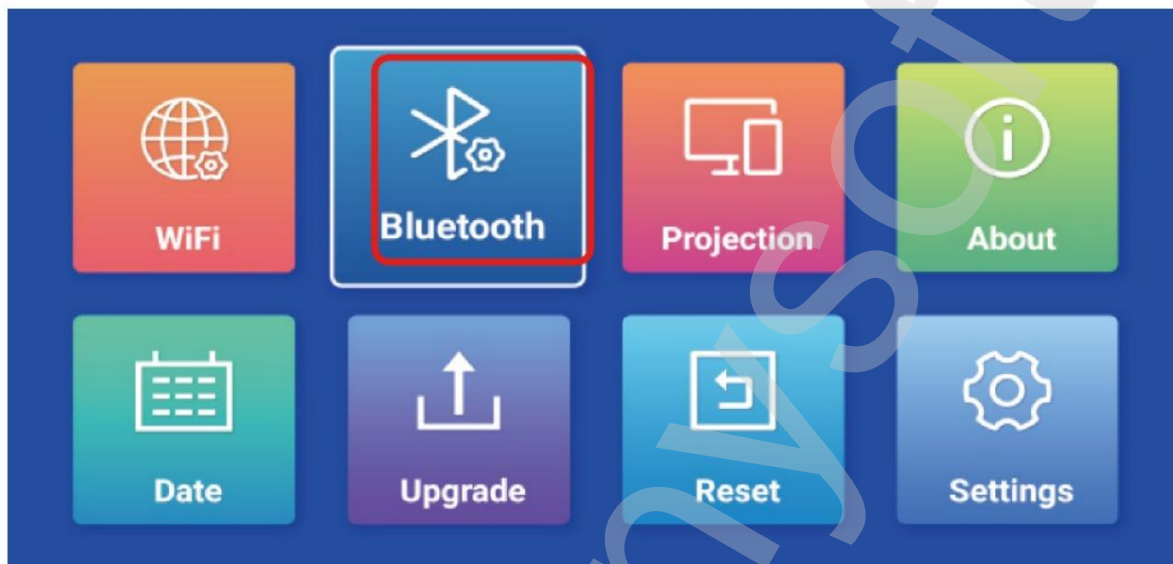 WiFi
Bluetooth
Projection
About
Date
Upgrade
Reset
Settings